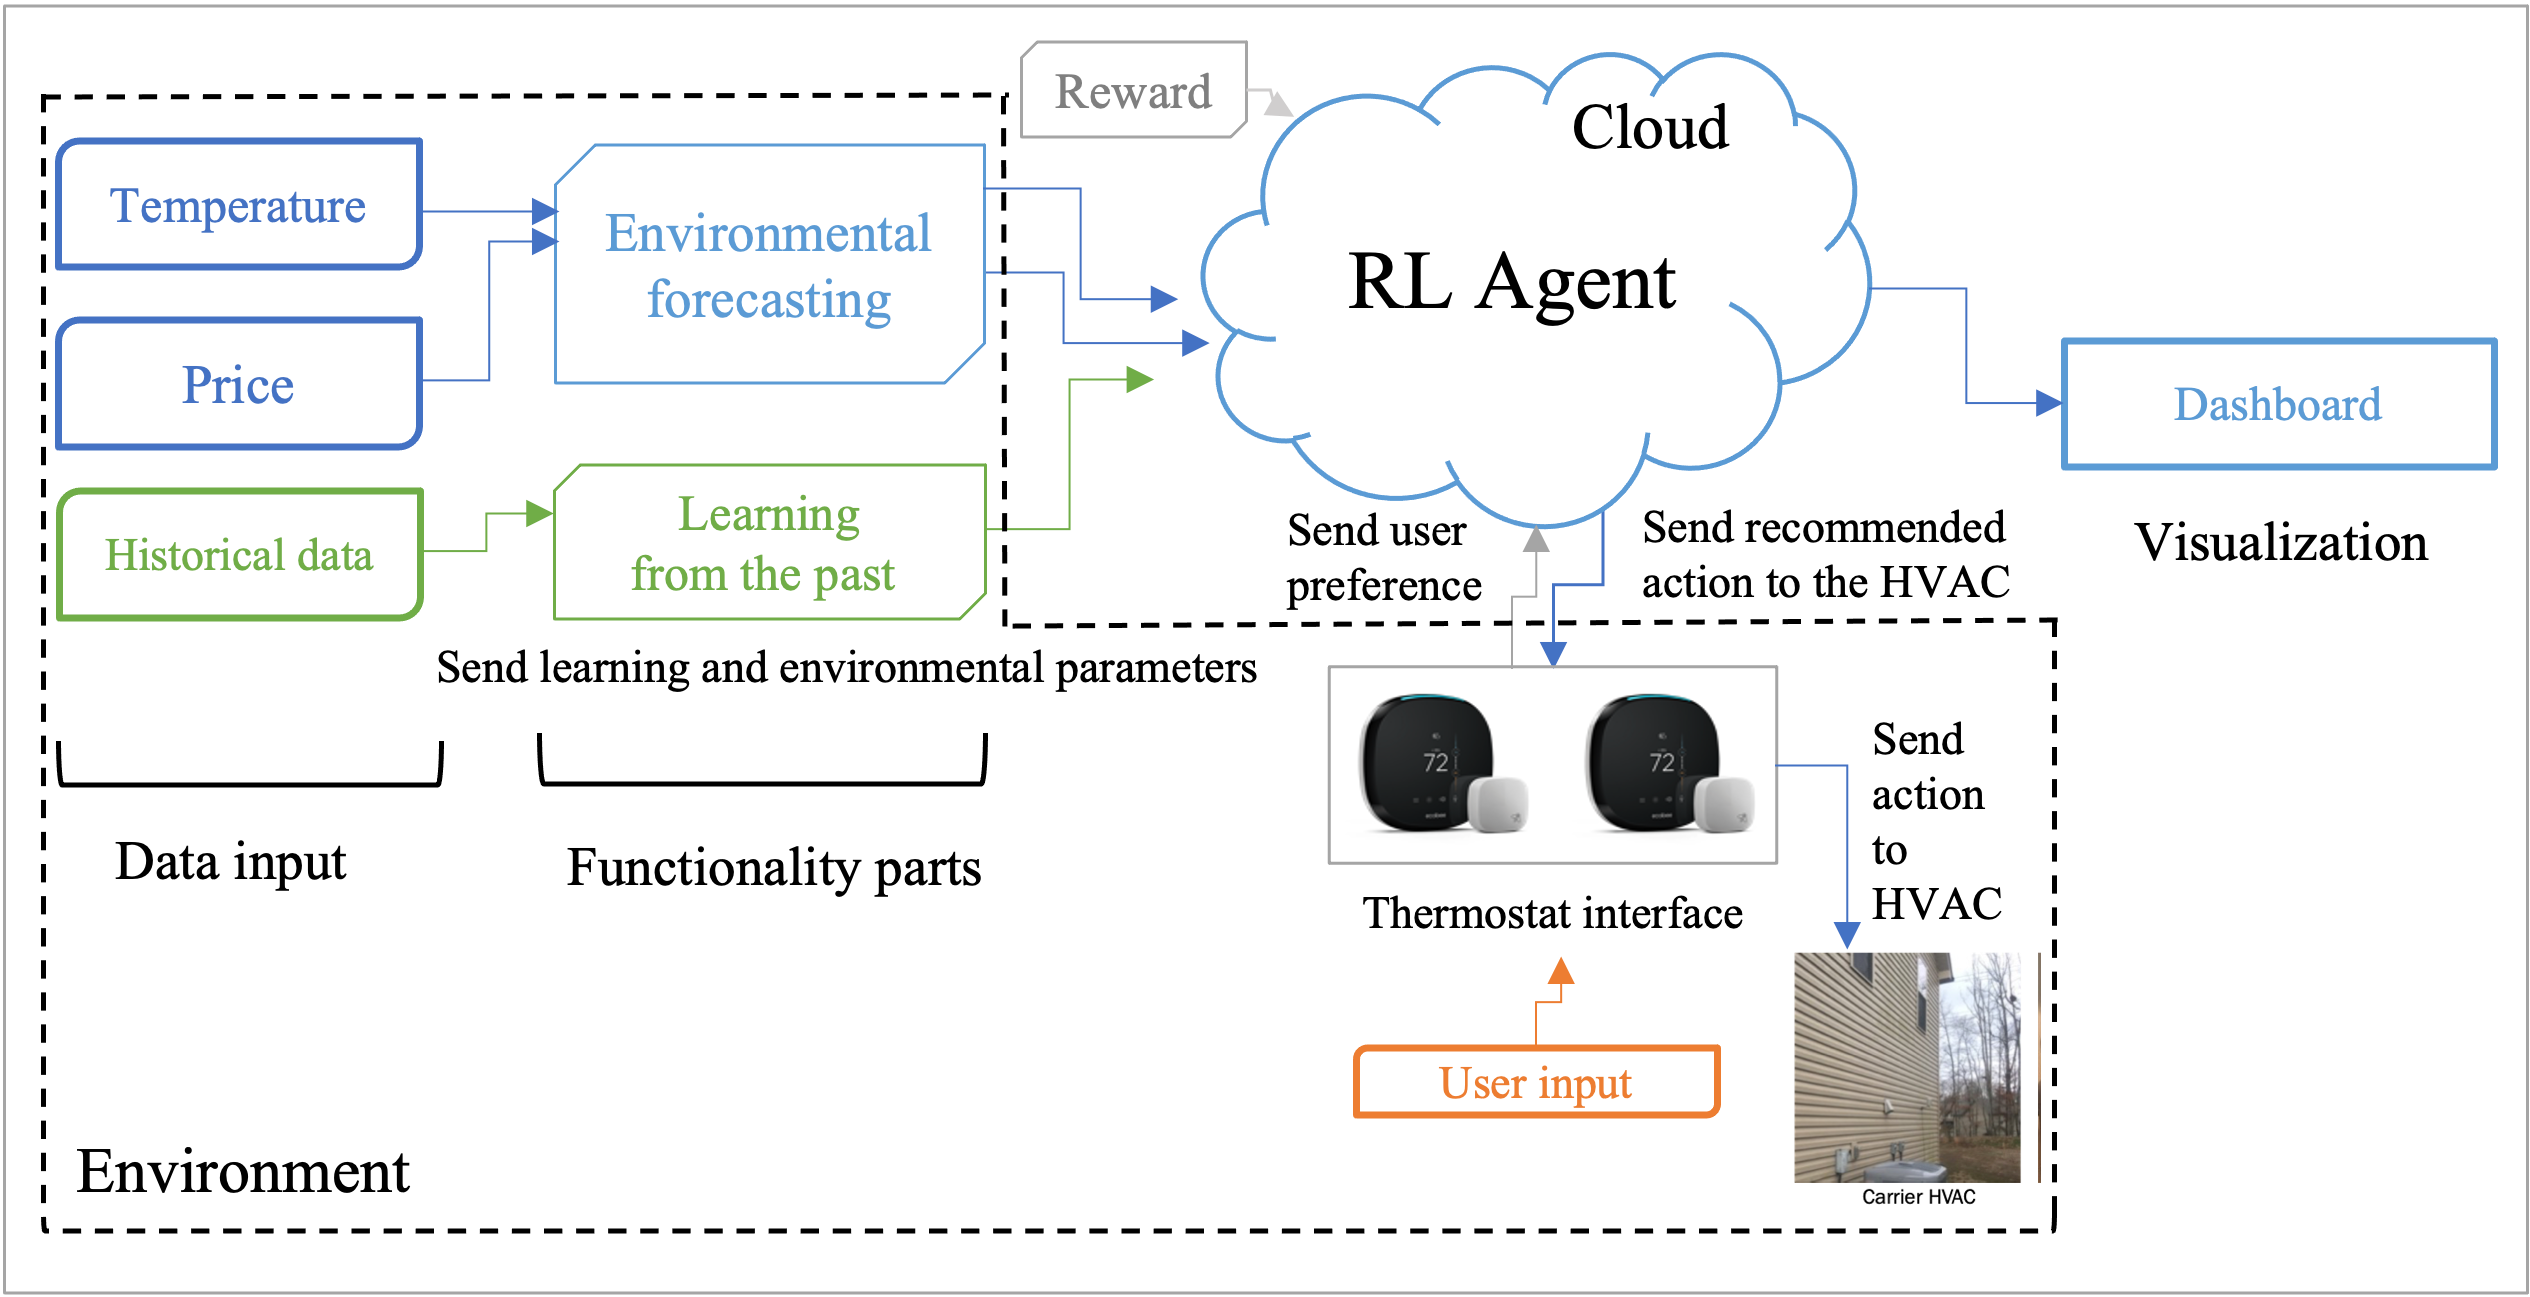 Reward
Cloud
RL Agent
Temperature
Environmental
forecasting
Price
Dashboard
Visualization
Historical data
Learning
from the past
Send user
preference
Send recommended
action to the HVAC
Send learning and environmental parameters
72
ecobee
72
ecobee
Send
action
to
HVAC
Data input
Functionality parts
Thermostat interface
User input
Environment
Carrier HVAC